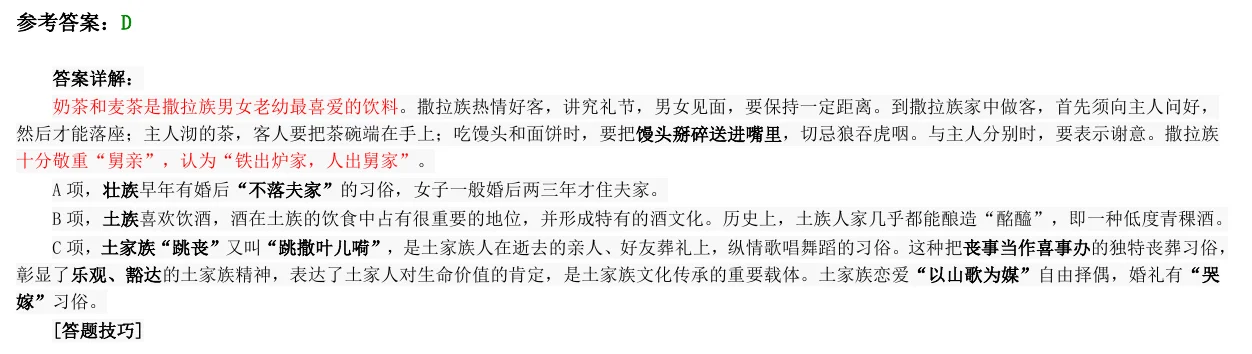 参考答案：D
答案详解：
奶茶和麦茶是撒拉族男女老幼最喜爱的饮料。撒拉族热情好客，讲究礼节，男女见面，要保持一定距离。到撒拉族家中做客，首先须向主人问好，
然后才能落座；主人沏的茶，客人要把茶碗端在手上；吃馒头和面饼时，要把馒头掰碎送进嘴里，切忌狼吞虎咽。与主人分别时，要表示谢意。撒拉族
十分敬重“舅亲”，认为“铁出炉家，人出舅家”。
A 项，壮族早年有婚后“不落夫家”的习俗，女子一般婚后两三年才住夫家。
B 项，土族喜欢饮酒，酒在土族的饮食中占有很重要的地位，并形成特有的酒文化。历史上，土族人家几乎都能酿造“酩醯”，即一种低度青稞酒。
C 项，土家族“跳丧”又叫“跳撒叶儿嗬”，是土家族人在逝去的亲人、好友葬礼上，纵情歌唱舞蹈的习俗。这种把丧事当作喜事办的独特丧葬习俗，
彰显了乐观、豁达的土家族精神，表达了土家人对生命价值的肯定，是土家族文化传承的重要载体。土家族恋爱“以山歌为媒”自由择偶，婚礼有“哭
嫁”习俗。
[答题技巧]